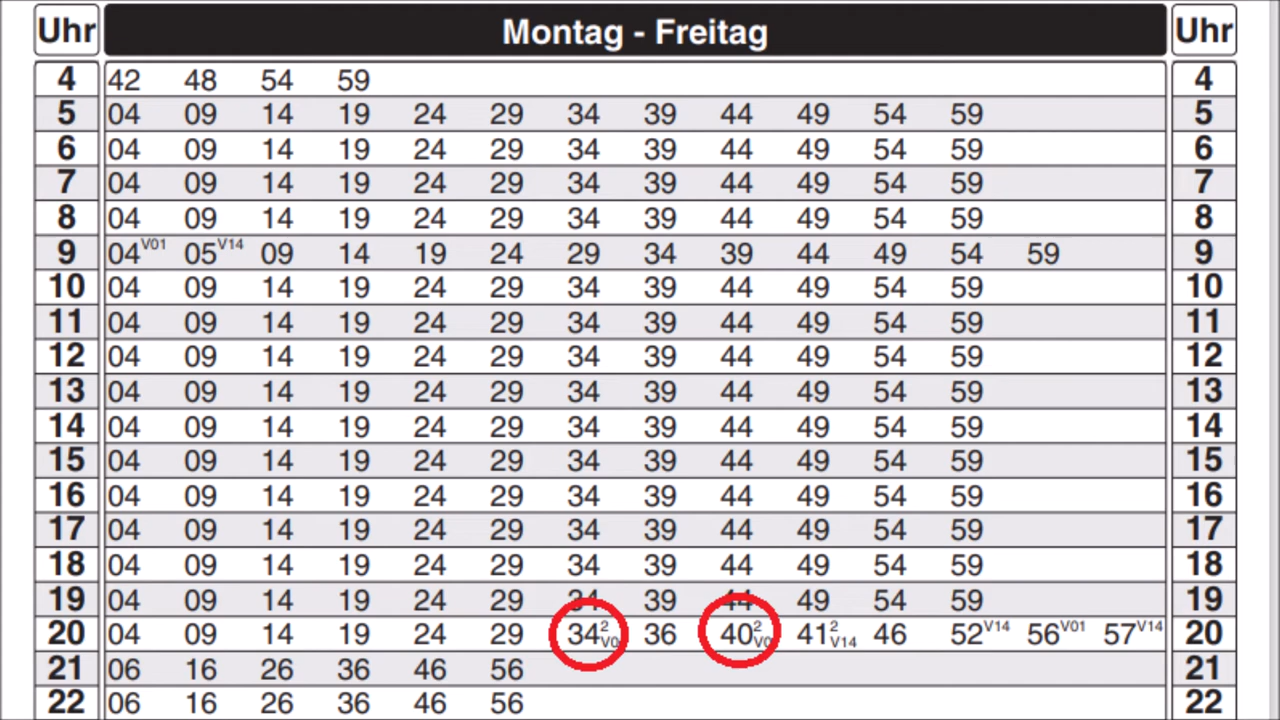 Uhr Montag - Freitag Uhr
4 42 48 54 59 4
5 04 09 14 19 24 29 34 39 44 49 54 59 5
6 04 09 14 19 24 29 34 39 44 49 54 59 6
7 04 09 14 19 24 29 34 39 44 49 54 59 7
8 04 09 14 19 24 29 34 39 44 49 54 59 8
9 04V01 05V14 09 14 19 24 29 34 39 44 49 54 59 9
10 04 09 14 19 24 29 34 39 44 49 54 59 10
11 04 09 14 19 24 29 34 39 44 49 54 59 11
12 04 09 14 19 24 29 34 39 44 49 54 59 12
13 04 09 14 19 24 29 34 39 44 49 54 59 13
14 04 09 14 19 24 29 34 39 44 49 54 59 14
15 04 09 14 19 24 29 34 39 44 49 54 59 15
16 04 09 14 19 24 29 34 39 44 49 54 59 16
17 04 09 14 19 24 29 34 39 44 49 54 59 17
18 04 09 14 19 24 29 34 39 44 49 54 59 18
19 04 09 14 19 24 29 34 39 44 49 54 59 19
20 04 09 14 19 24 29 34 2 36 40 2 41 2 V14 46 52V14 56V01 57V14 20
21 06 16 26 36 46 56 21
22 06 16 26 36 46 56 22